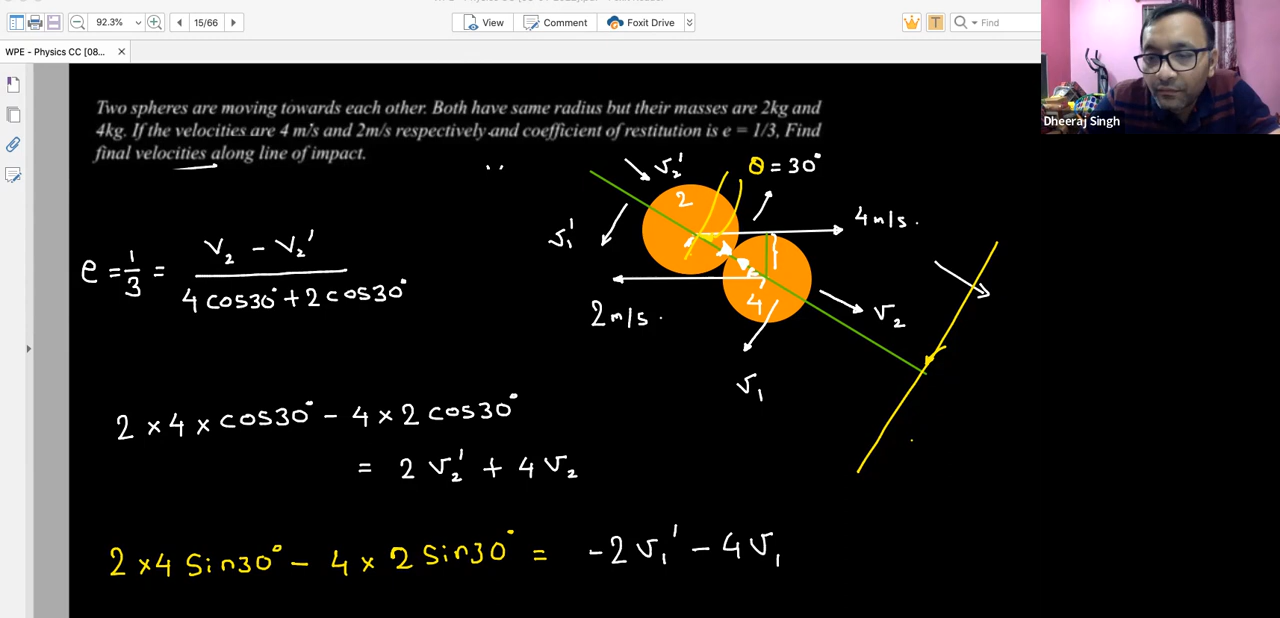 92.3%
15/66
View
Comment
Foxit Drive
Find
WPE - Physics CC [08...
Dheeraj Singh
Two spheres are moving towards each other. Both have same radius but their masses are 2kg and
4kg. If the velocities are 4 m/s and 2m/s respectively and coefficient of restitution is e = 1/3, Find
final velocities along line of impact.
v₂'
θ = 30°
2
4m/s.
v₁'
e = 1/3 = (v₂ - v₂') / (4 cos30° + 2 cos30°)
4
2m/s.
v₂
v₁
2 × 4 × cos30° - 4 × 2 cos30°
= 2 v₂' + 4 v₂
2 × 4 Sin30° - 4 × 2 Sin30° = -2 v₁' - 4 v₁